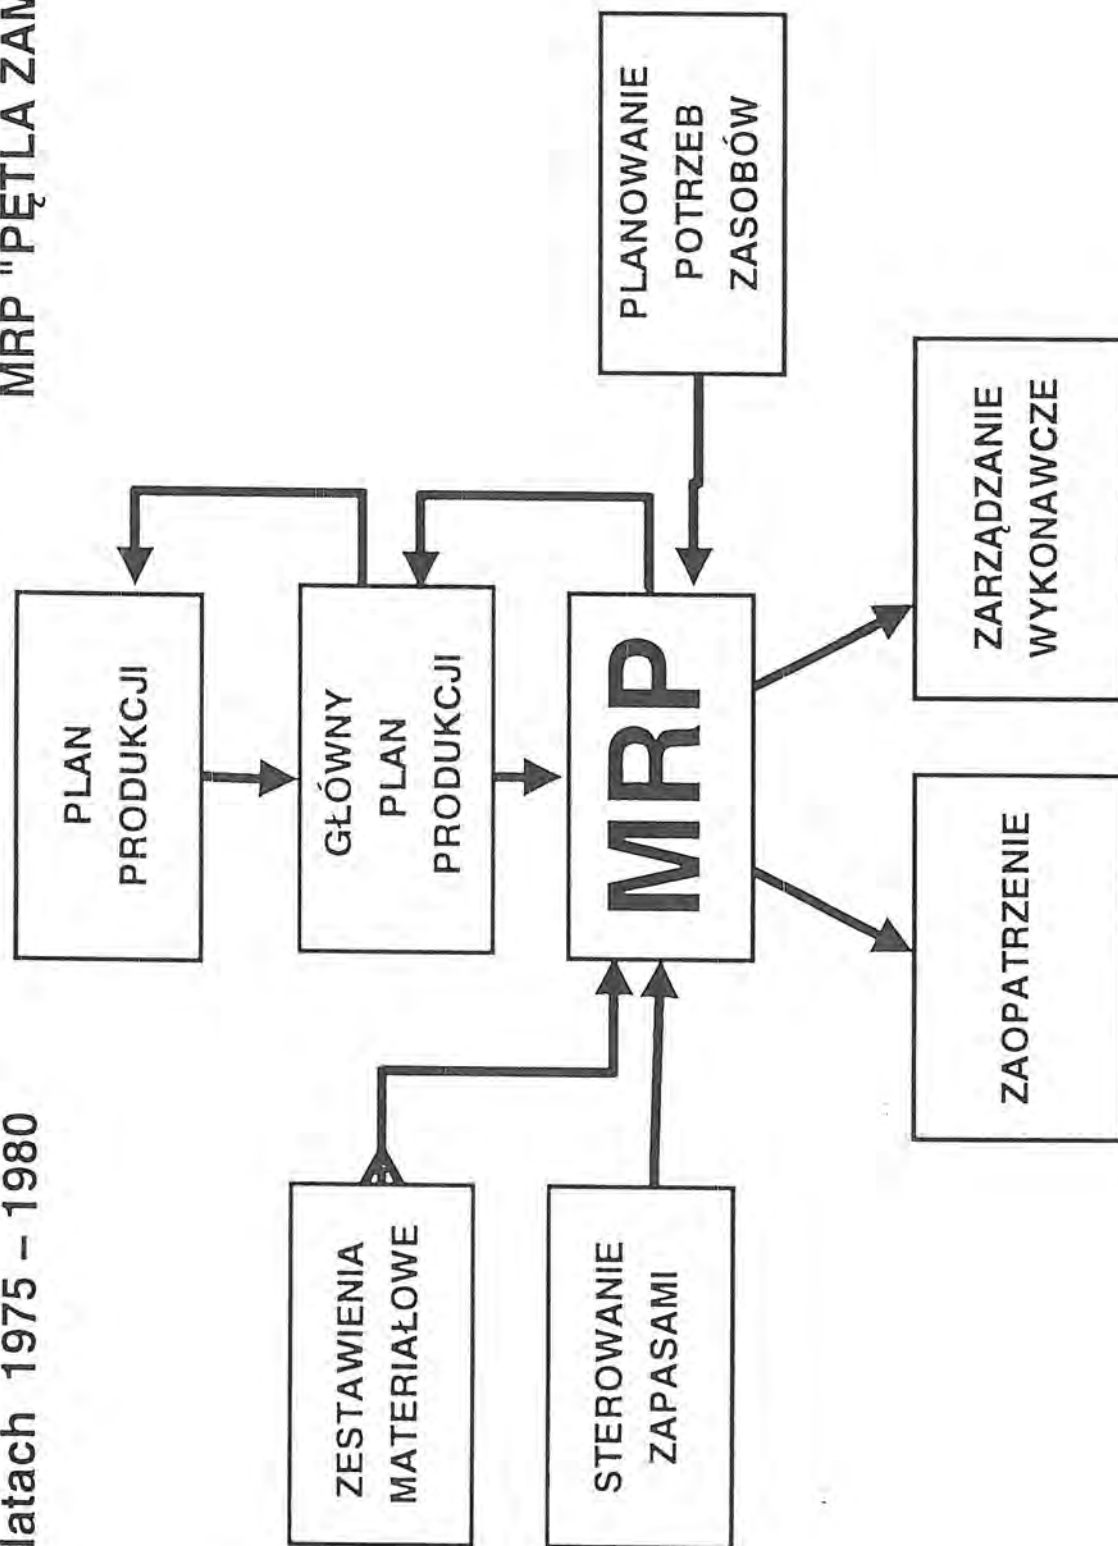 latach 1975 – 1980
MRP "PĘTLA
PLAN
PRODUKCJI
GŁÓWNY
PLAN
PRODUKCJI
ZESTAWIENIA
MATERIAŁOWE
STEROWANIE
ZAPASAMI
MRP
PLANOWANIE
POTRZEB
ZASOBÓW
ZAOPATRZENIE
ZARZĄDZANIE
WYKONAWCZE